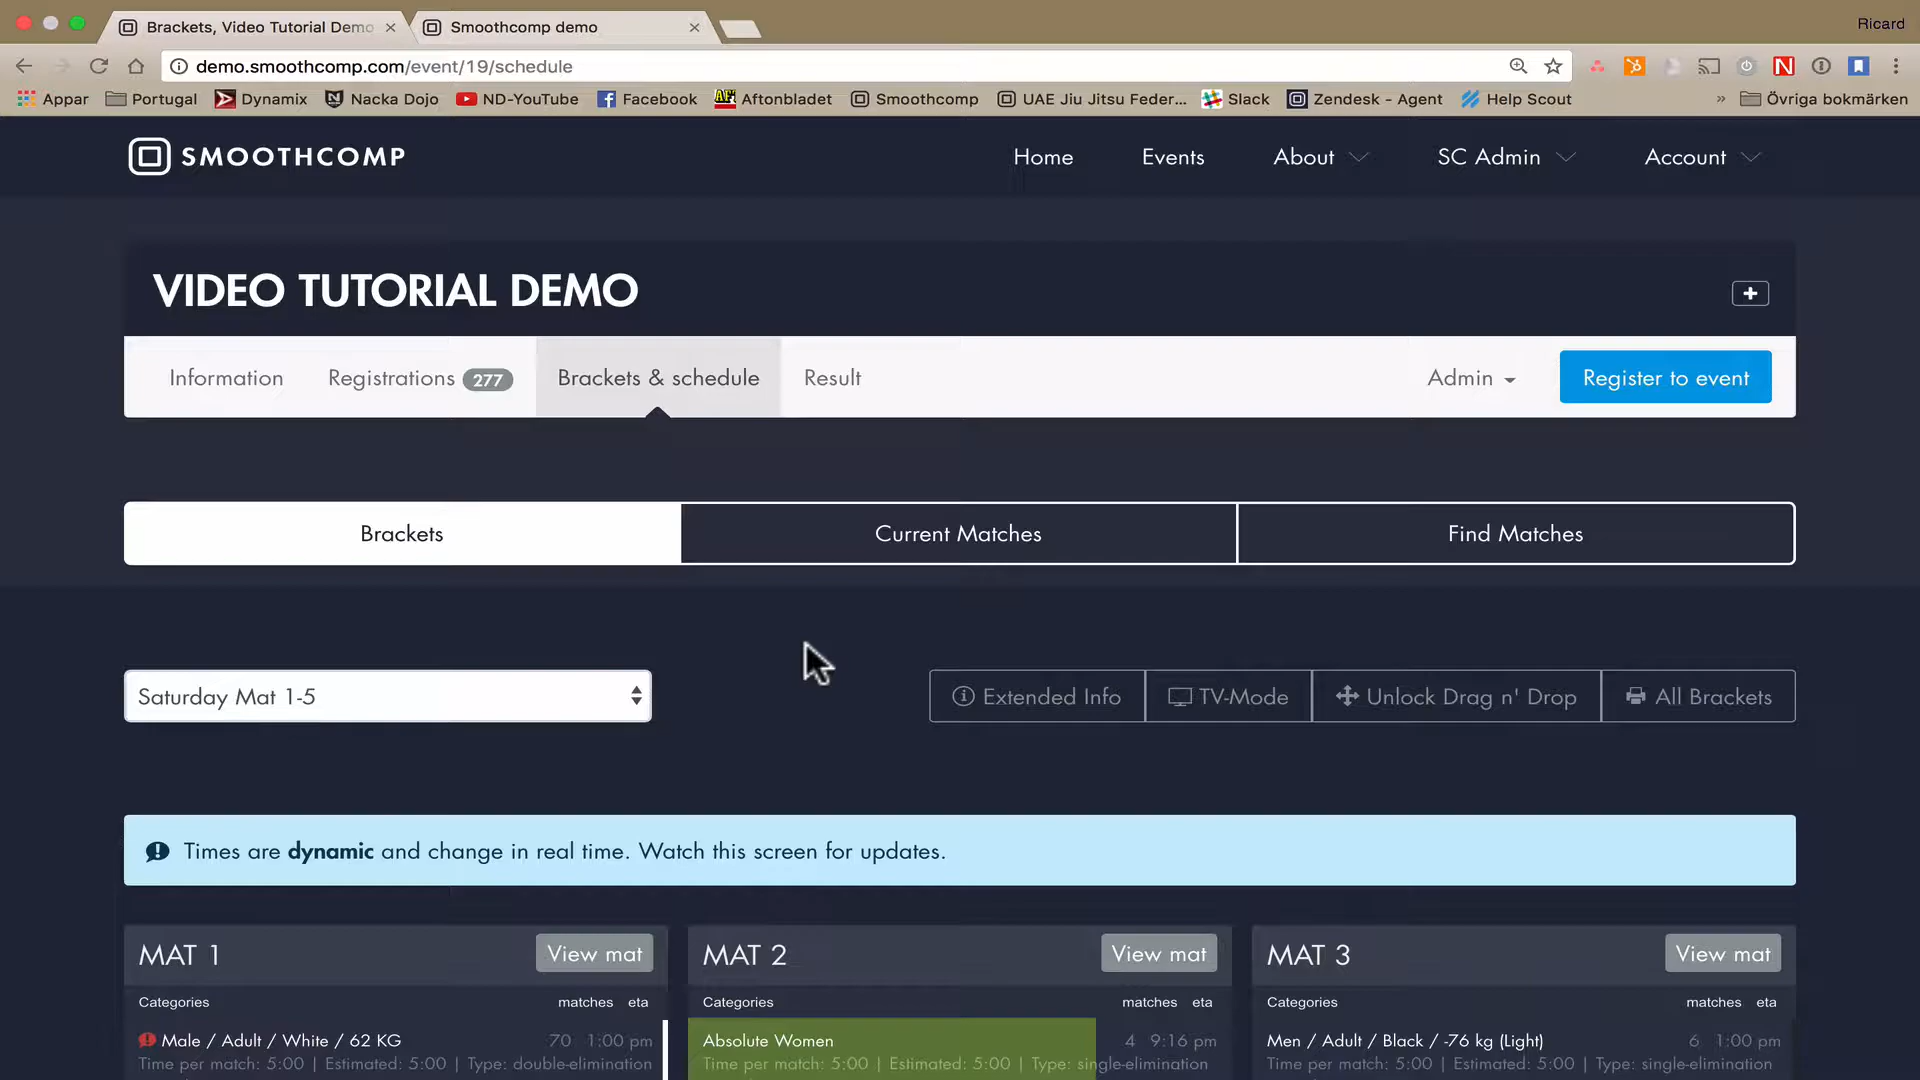 Brackets, Video Tutorial Demo
Smoothcomp demo
Ricard
demo.smoothcomp.com/event/19/schedule
Appar Portugal Dynamix Nacka Dojo ND-YouTube Facebook Aftonbladet Smoothcomp UAE Jiu Jitsu Feder... Slack Zendesk - Agent Help Scout » Övriga bokmärken
SMOOTHCOMP
Home Events About SC Admin Account
VIDEO TUTORIAL DEMO
Information Registrations 277 Brackets & schedule Result Admin Register to event
Brackets Current Matches Find Matches
Saturday Mat 1-5
Extended Info TV-Mode Unlock Drag n' Drop All Brackets
Times are dynamic and change in real time. Watch this screen for updates.
MAT 1 View mat
Categories matches eta
Male / Adult / White / 62 KG 70 1:00 pm
Time per match: 5:00 | Estimated: 5:00 | Type: double-elimination
MAT 2 View mat
Categories matches eta
Absolute Women 4 9:16 pm
Time per match: 5:00 | Estimated: 5:00 | Type: single-elimination
MAT 3 View mat
Categories matches eta
Men / Adult / Black / -76 kg (Light) 6 1:00 pm
Time per match: 5:00 | Estimated: 5:00 | Type: single-elimination